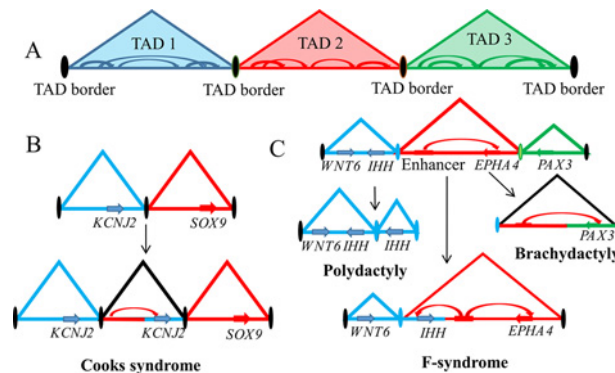 A
TAD 1
TAD 2
TAD 3
TAD border
TAD border
TAD border
TAD border
B
KCNJ2
SOX9
KCNJ2
KCNJ2
SOX9
Cooks syndrome
C
WNT6
IHH
Enhancer
EPHA4
PAX3
WNT6
IHH
IHH
Polydactyly
PAX3
Brachydactyly
WNT6
IHH
EPHA4
F-syndrome